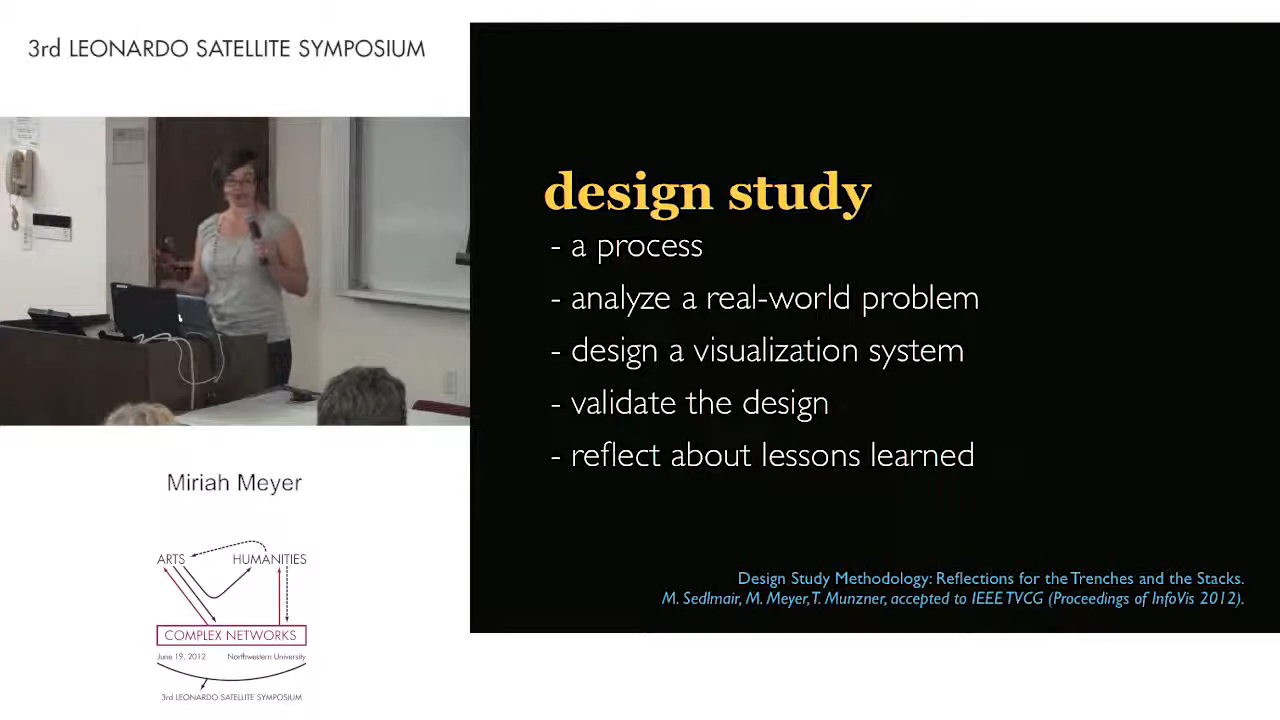 3rd LEONARDO SATELLITE SYMPOSIUM
design study
- a process
- analyze a real-world problem
- design a visualization system
- validate the design
- reflect about lessons learned
Design Study Methodology: Reflections for the Trenches and the Stacks.
M. Sedlmair, M. Meyer, T. Munzner, accepted to IEEE TVCG (Proceedings of InfoVis 2012).
Miriah Meyer
ARTS HUMANITIES
COMPLEX NETWORKS
June 19, 2012 Northwestern University
3rd LEONARDO SATELLITE SYMPOSIUM